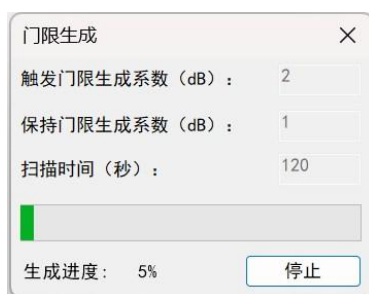 门限生成
触发门限生成系数（dB）： 2
保持门限生成系数（dB）： 1
扫描时间（秒）： 120
生成进度： 5% 停止